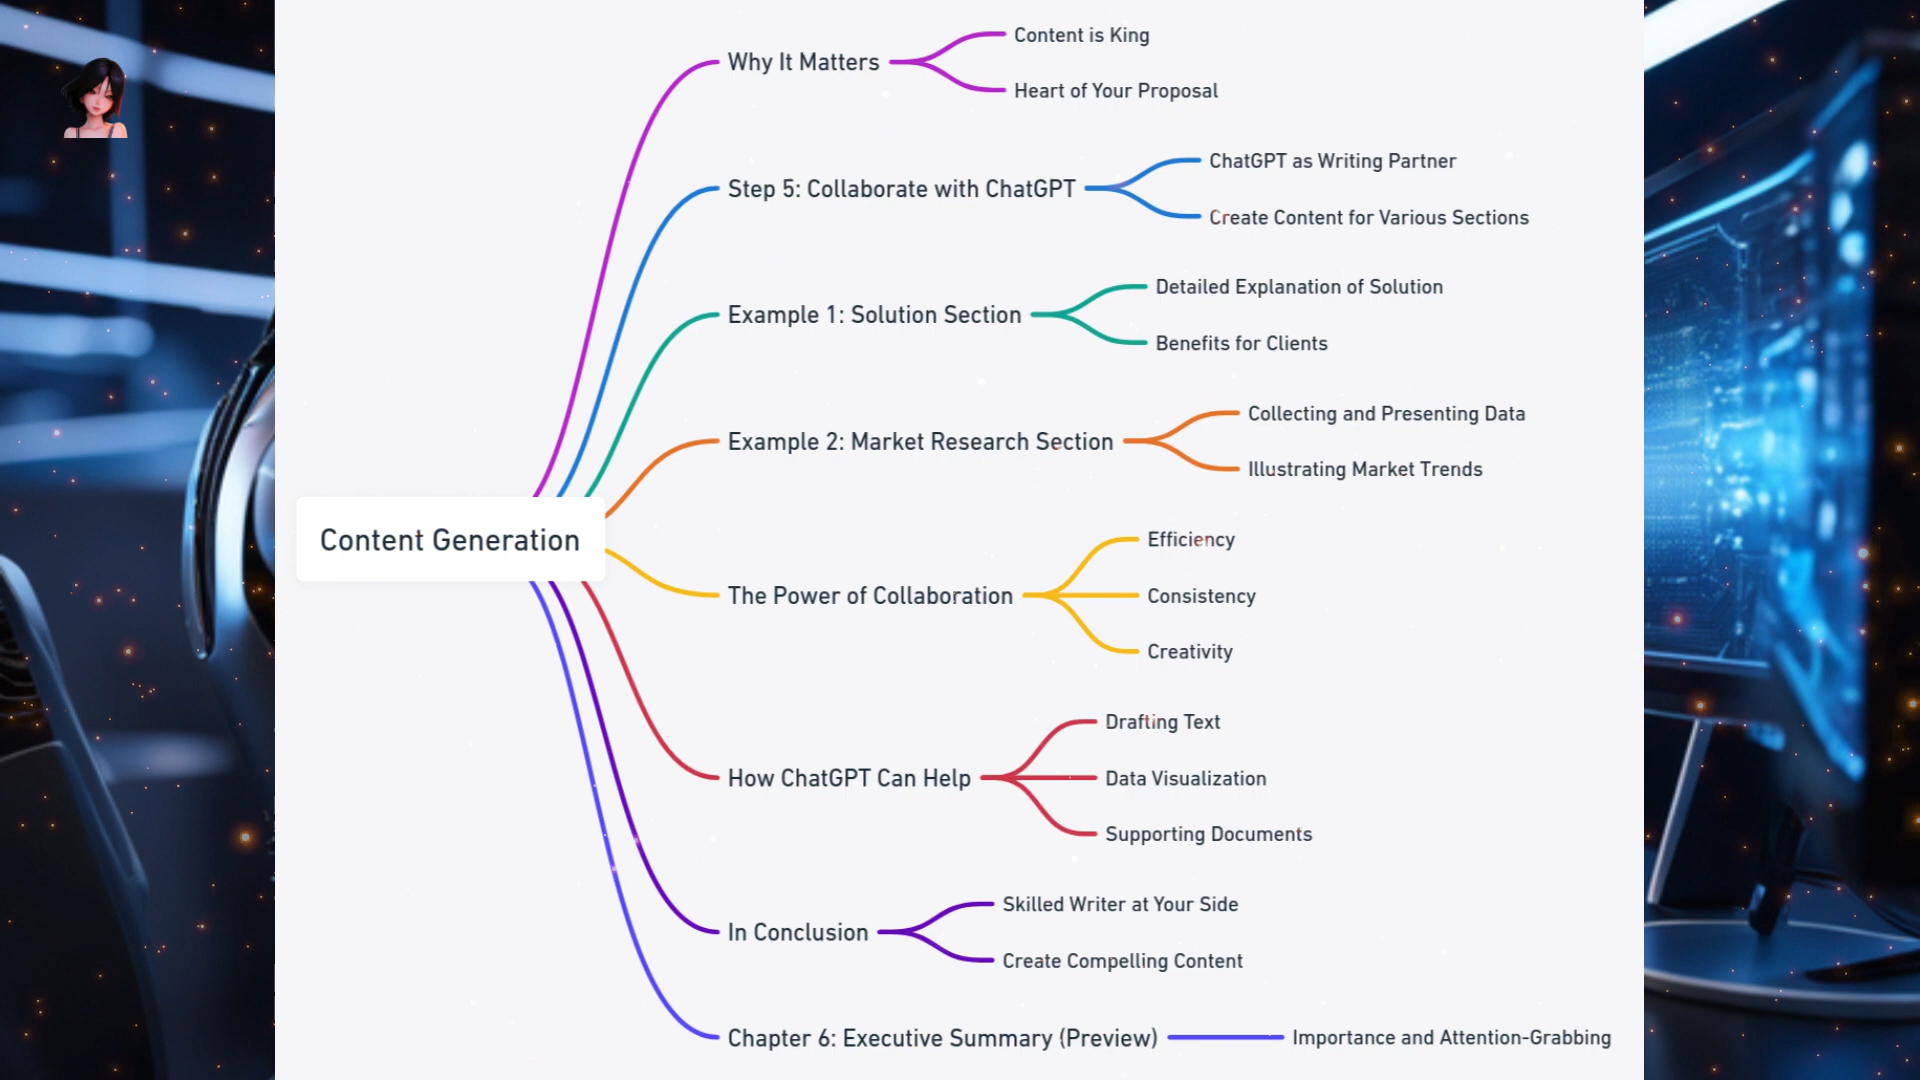 Content Generation
Why It Matters
Content is King
Heart of Your Proposal
Step 5: Collaborate with ChatGPT
ChatGPT as Writing Partner
Create Content for Various Sections
Example 1: Solution Section
Detailed Explanation of Solution
Benefits for Clients
Example 2: Market Research Section
Collecting and Presenting Data
Illustrating Market Trends
The Power of Collaboration
Efficiency
Consistency
Creativity
How ChatGPT Can Help
Drafting Text
Data Visualization
Supporting Documents
In Conclusion
Skilled Writer at Your Side
Create Compelling Content
Chapter 6: Executive Summary (Preview)
Importance and Attention-Grabbing